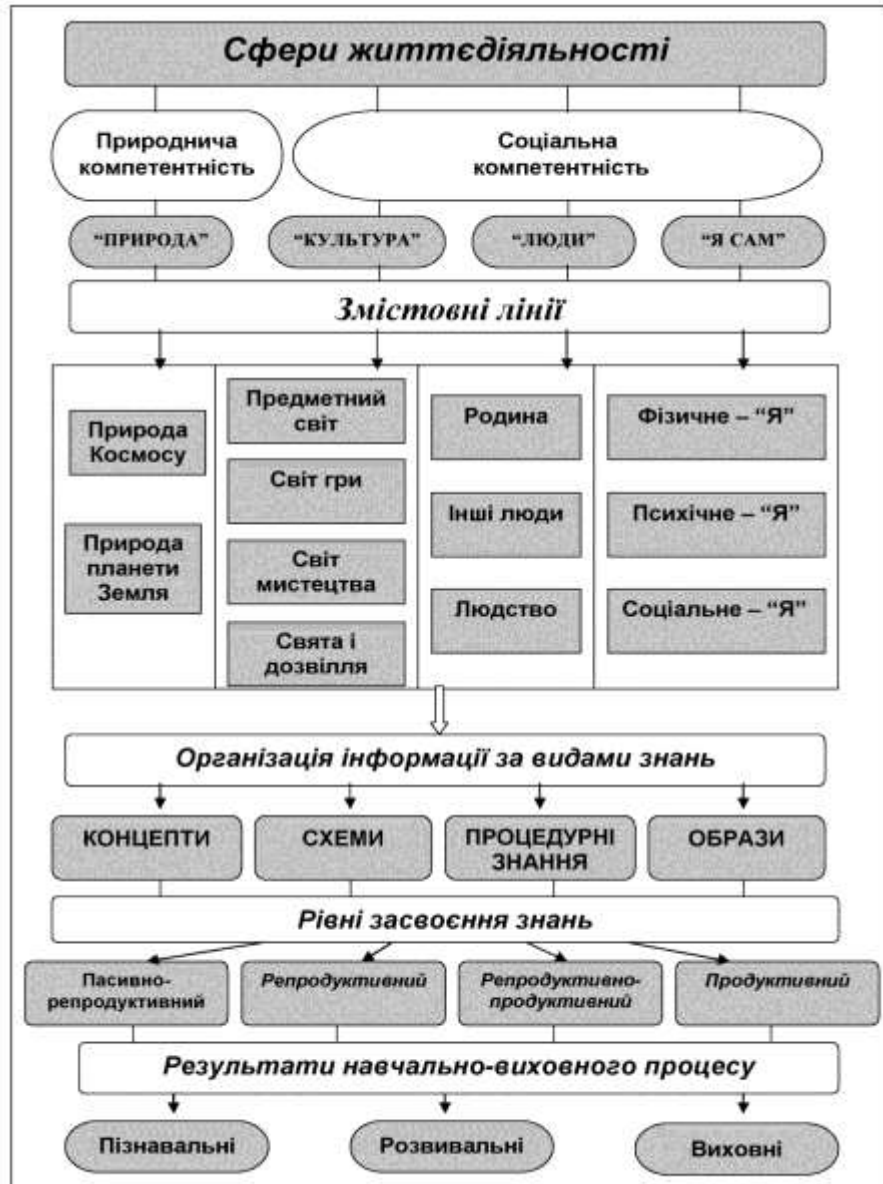 Сфери життєдіяльності
Природнича
компетентність
Соціальна
компетентність
“ПРИРОДА”
“КУЛЬТУРА”
“ЛЮДИ”
“Я САМ”
Змістовні лінії
Природа
Космосу
Природа
планети
Земля
Предметний
світ
Світ гри
Світ
мистецтва
Свята і
дозвілля
Родина
Інші люди
Людство
Фізичне – “Я”
Психічне – “Я”
Соціальне – “Я”
Організація інформації за видами знань
КОНЦЕПТИ
СХЕМИ
ПРОЦЕДУРНІ
ЗНАННЯ
ОБРАЗИ
Рівні засвоєння знань
Пасивно-
репродуктивний
Репродуктивний
Репродуктивно-
продуктивний
Продуктивний
Результати навчально-виховного процесу
Пізнавальні
Розвивальні
Виховні